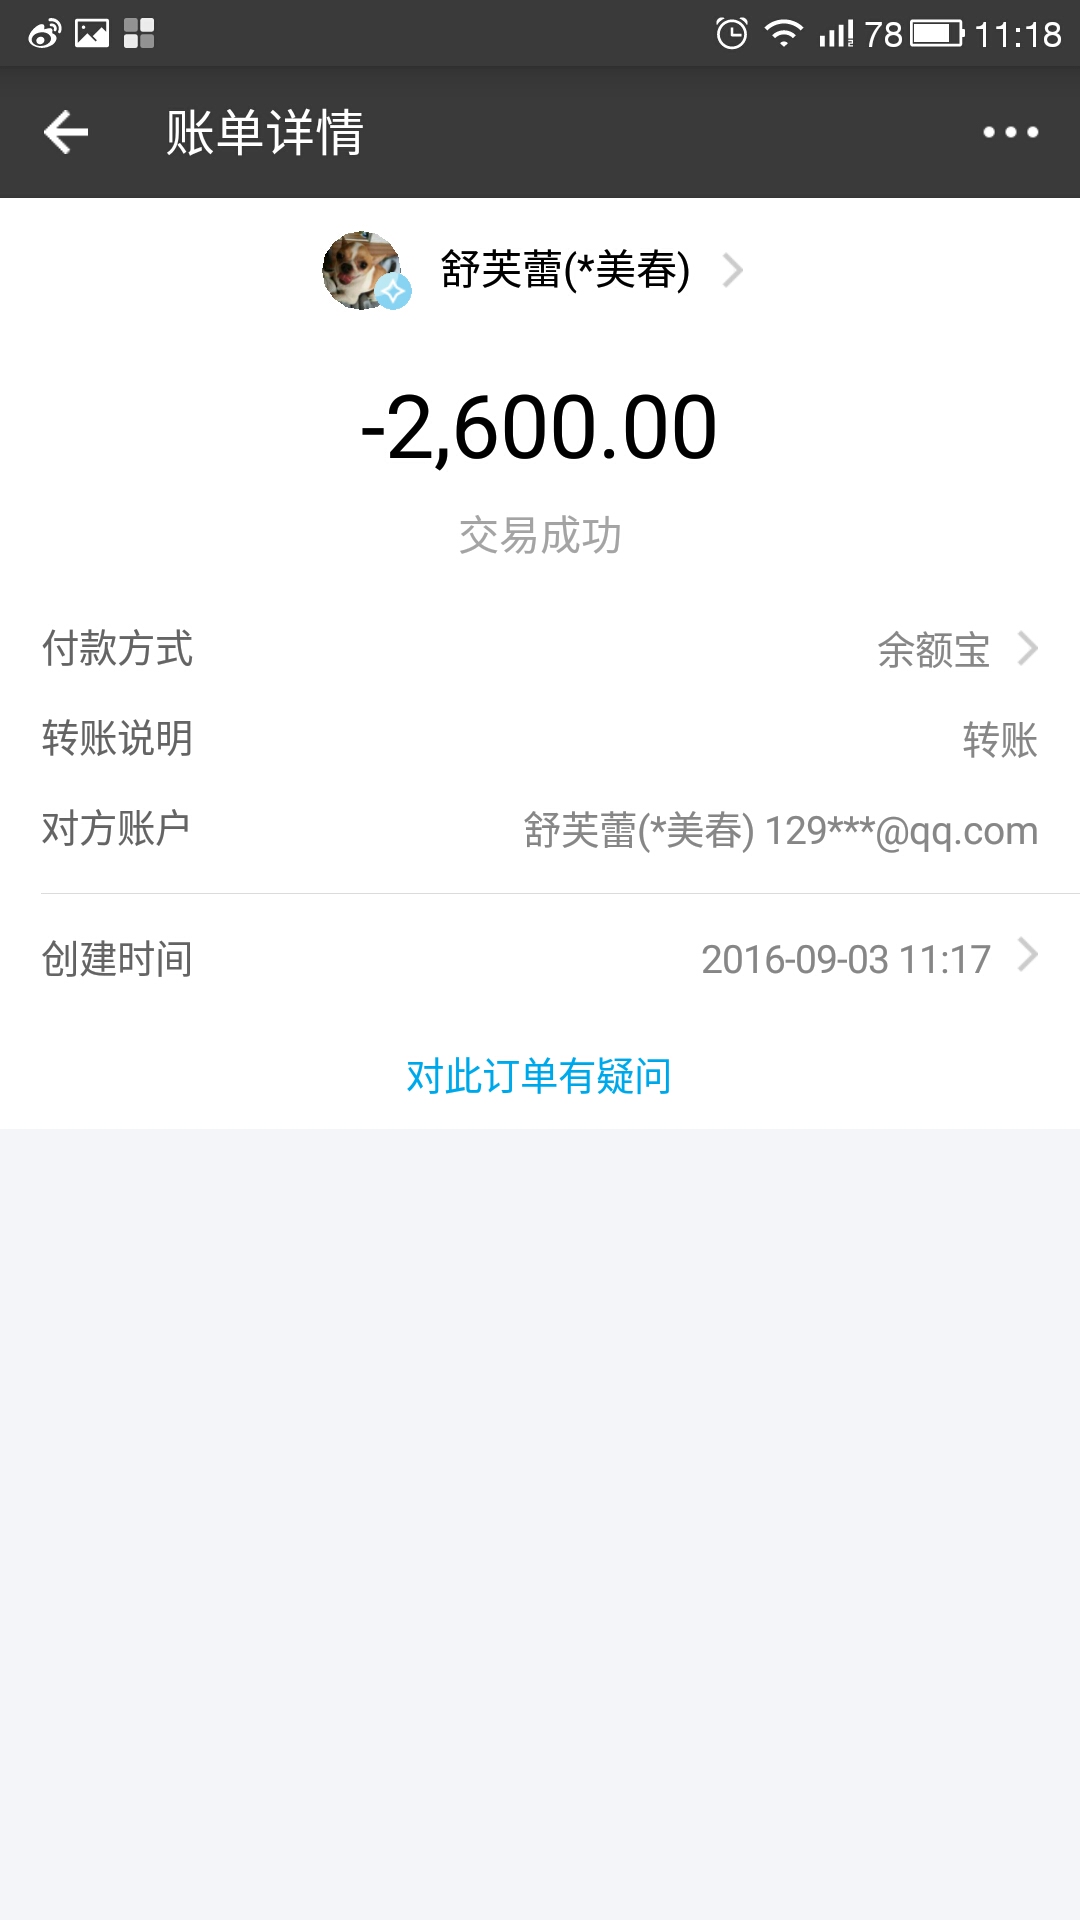 78 11:18
账单详情
舒芙蕾(*美春)
-2,600.00
交易成功
付款方式 余额宝
转账说明 转账
对方账户 舒芙蕾(*美春) 129***@qq.com
创建时间 2016-09-03 11:17
对此订单有疑问